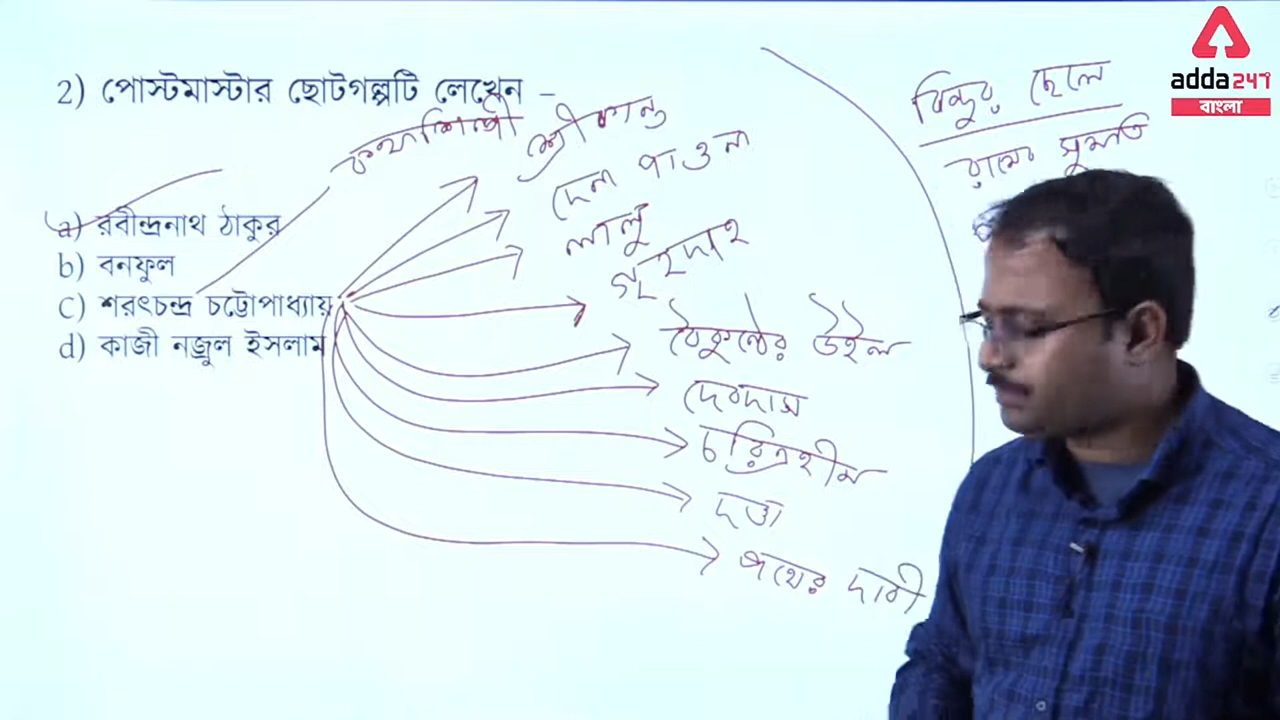 2) পোস্টমাস্টার ছোটগল্পটি লেখেন –
a) রবীন্দ্রনাথ ঠাকুর
b) বনফুল
c) শরৎচন্দ্র চট্টোপাধ্যায়
d) কাজী নজরুল ইসলাম
কথাশিল্পী
শ্রীকান্ত
দেনা পাওনা
লালু
গৃহদাহ
বৈকুণ্ঠের উইল
দেবদাস
চরিত্রহীন
দত্তা
পথের দাবী
বিন্দুর ছেলে
রামের সুমতি
adda247
বাংলা